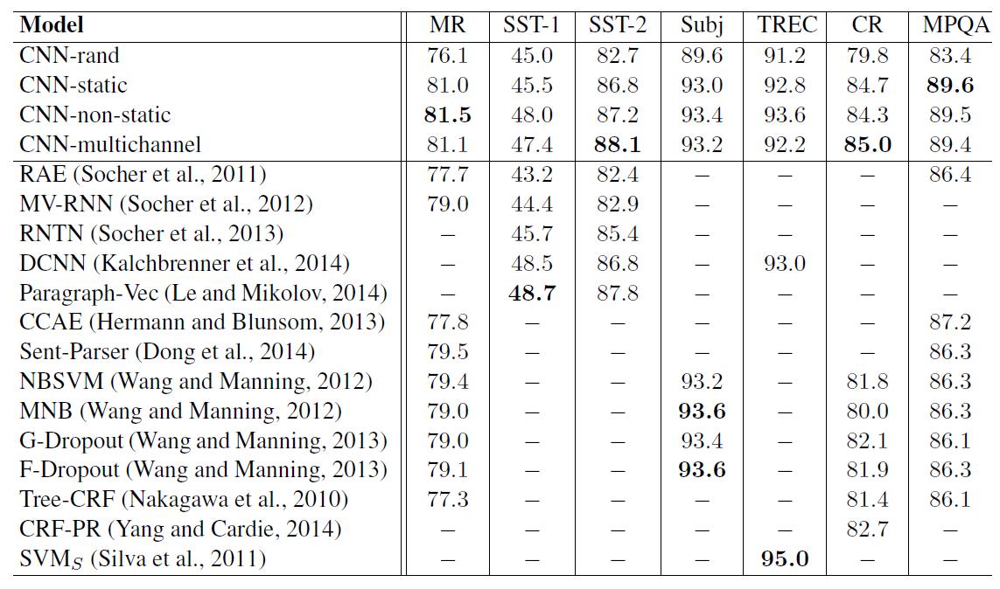 Model MR SST-1 SST-2 Subj TREC CR MPQA
CNN-rand 76.1 45.0 82.7 89.6 91.2 79.8 83.4
CNN-static 81.0 45.5 86.8 93.0 92.8 84.7 89.6
CNN-non-static 81.5 48.0 87.2 93.4 93.6 84.3 89.5
CNN-multichannel 81.1 47.4 88.1 93.2 92.2 85.0 89.4
RAE (Socher et al., 2011) 77.7 43.2 82.4 – – – 86.4
MV-RNN (Socher et al., 2012) 79.0 44.4 82.9 – – – –
RNTN (Socher et al., 2013) – 45.7 85.4 – – – –
DCNN (Kalchbrenner et al., 2014) – 48.5 86.8 – 93.0 – –
Paragraph-Vec (Le and Mikolov, 2014) – 48.7 87.8 – – – –
CCAE (Hermann and Blunsom, 2013) 77.8 – – – – – 87.2
Sent-Parser (Dong et al., 2014) 79.5 – – – – – 86.3
NBSVM (Wang and Manning, 2012) 79.4 – – 93.2 – 81.8 86.3
MNB (Wang and Manning, 2012) 79.0 – – 93.6 – 80.0 86.3
G-Dropout (Wang and Manning, 2013) 79.0 – – 93.4 – 82.1 86.1
F-Dropout (Wang and Manning, 2013) 79.1 – – 93.6 – 81.9 86.3
Tree-CRF (Nakagawa et al., 2010) 77.3 – – – – 81.4 86.1
CRF-PR (Yang and Cardie, 2014) – – – – – 82.7 –
SVMS (Silva et al., 2011) – – – – 95.0 – –